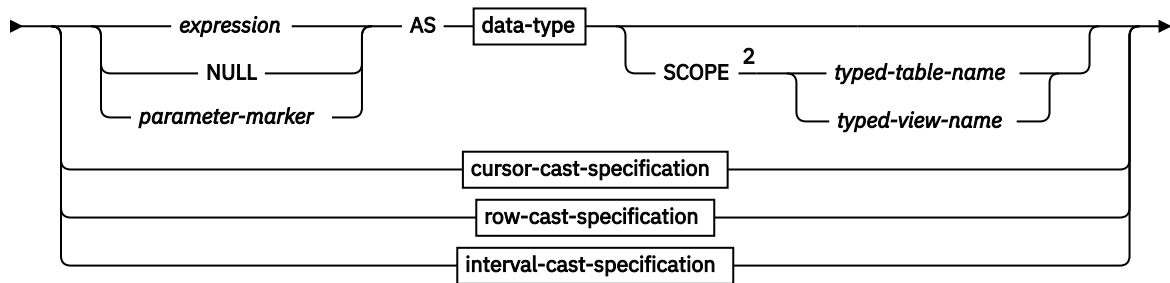 expression AS data-type
NULL SCOPE 2 typed-table-name
parameter-marker typed-view-name
cursor-cast-specification
row-cast-specification
interval-cast-specification